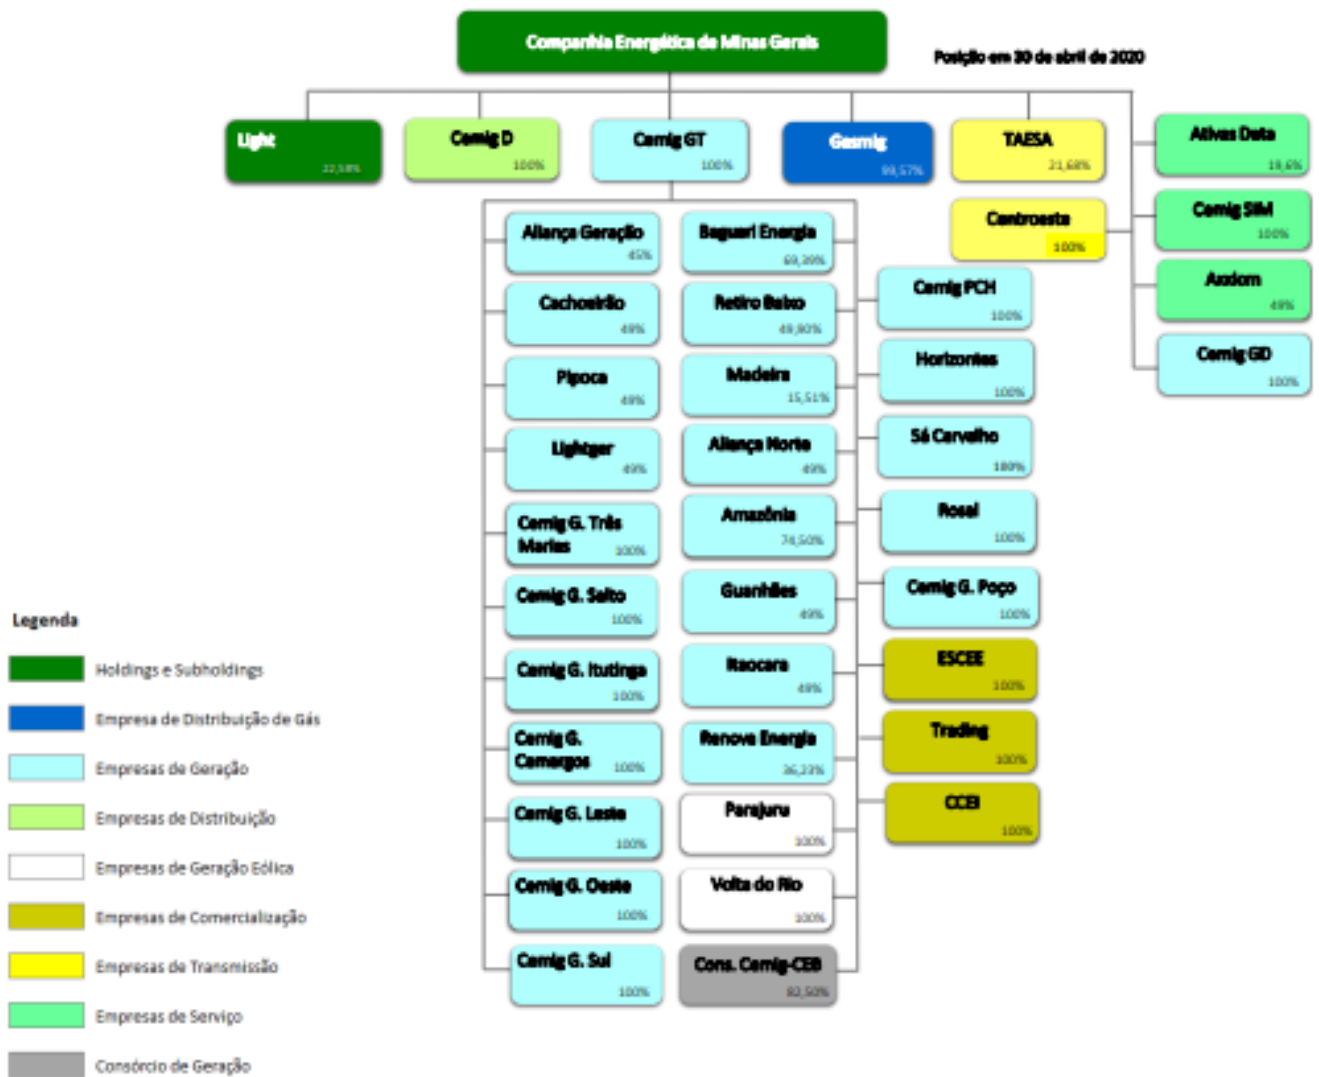 Companhia Energética de Minas Gerais
Posição em 30 de abril de 2020
Light
22,58%
Cemig D
100%
Cemig GT
100%
Gasmig
99,57%
TAESA
21,68%
Ativas Data
19,6%
Centroeste
100%
Cemig SIM
100%
Axxiom
49%
Cemig GD
100%
Aliança Geração
45%
Cachoeirão
49%
Pipoca
49%
Lightger
49%
Cemig G. Três
Marias
100%
Cemig G. Salto
100%
Cemig G. Itutinga
100%
Cemig G.
Camargos
100%
Cemig G. Leste
100%
Cemig G. Oeste
100%
Cemig G. Sul
100%
Baguari Energia
69,39%
Retiro Baixo
49,90%
Madeira
15,51%
Aliança Norte
49%
Amazônia
74,50%
Guanhães
49%
Itaocara
49%
Renova Energia
36,23%
Parajuru
100%
Volta do Rio
100%
Cons. Cemig-CEB
82,50%
Cemig PCH
100%
Horizontes
100%
Sá Carvalho
100%
Rosal
100%
Cemig G. Poço
100%
ESCEE
100%
Trading
100%
CCEI
100%
Legenda
Holdings e Subholdings
Empresa de Distribuição de Gás
Empresas de Geração
Empresas de Distribuição
Empresas de Geração Eólica
Empresas de Comercialização
Empresas de Transmissão
Empresas de Serviço
Consórcio de Geração